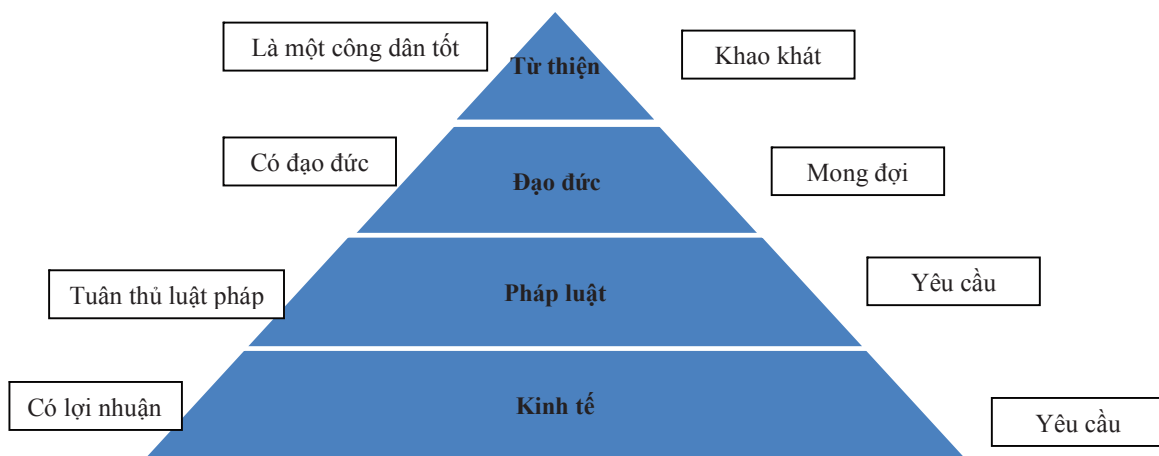 Là một công dân tốt
Từ thiện
Khao khát
Có đạo đức
Đạo đức
Mong đợi
Tuân thủ luật pháp
Pháp luật
Yêu cầu
Có lợi nhuận
Kinh tế
Yêu cầu